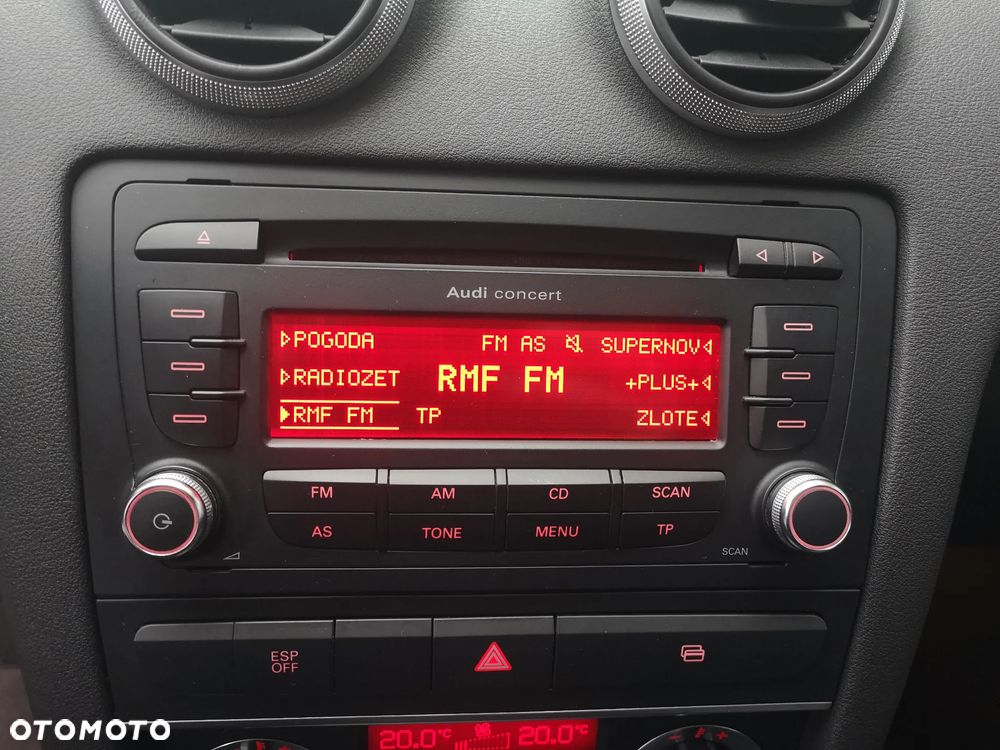 Audi concert
POGODA FM AS SUPERNOV
RADIOZET RMF FM +PLUS+
RMF FM TP ZLOTE
FM AM CD SCAN
AS TONE MENU TP
SCAN
ESP
OFF
OTOMOTO
20.0°C 20.0°C